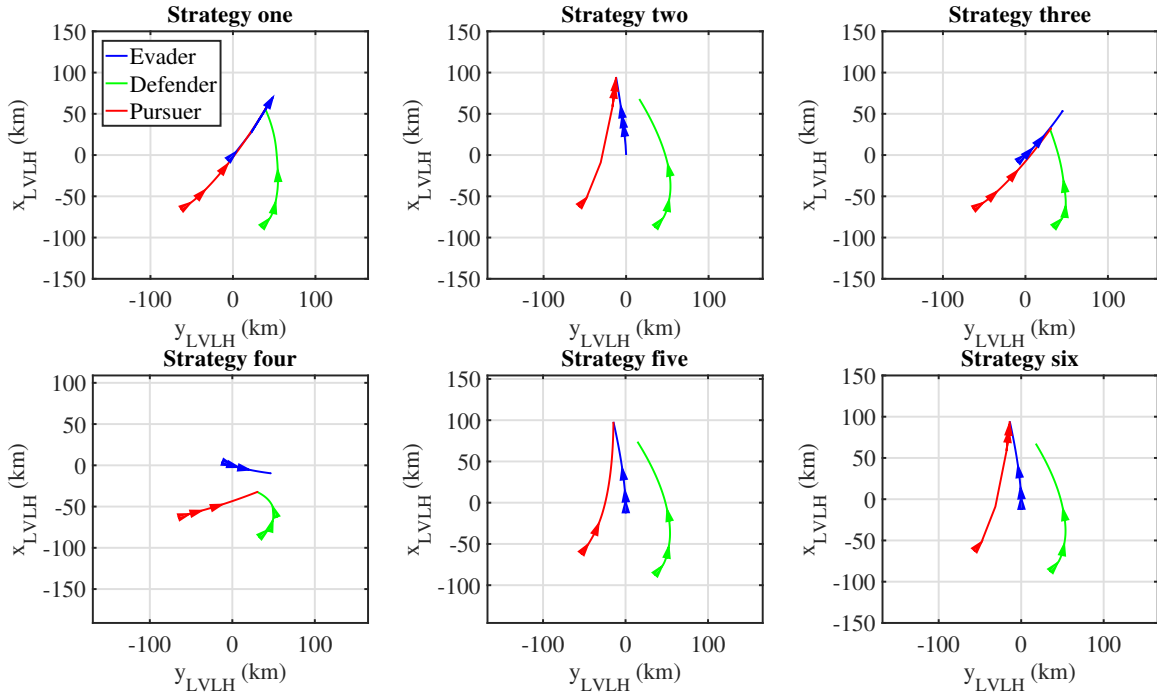 Strategy one
Strategy two
Strategy three
150
100
50
0
-50
-100
-150
x_LVLH (km)
Evader
Defender
Pursuer
-100 0 100
y_LVLH (km)
150
100
50
0
-50
-100
-150
x_LVLH (km)
-100 0 100
y_LVLH (km)
150
100
50
0
-50
-100
-150
x_LVLH (km)
-100 0 100
y_LVLH (km)
Strategy four
Strategy five
Strategy six
100
50
0
-50
-100
-150
x_LVLH (km)
-100 0 100
y_LVLH (km)
150
100
50
0
-50
-100
x_LVLH (km)
-100 0 100
y_LVLH (km)
150
100
50
0
-50
-100
-150
x_LVLH (km)
-100 0 100
y_LVLH (km)